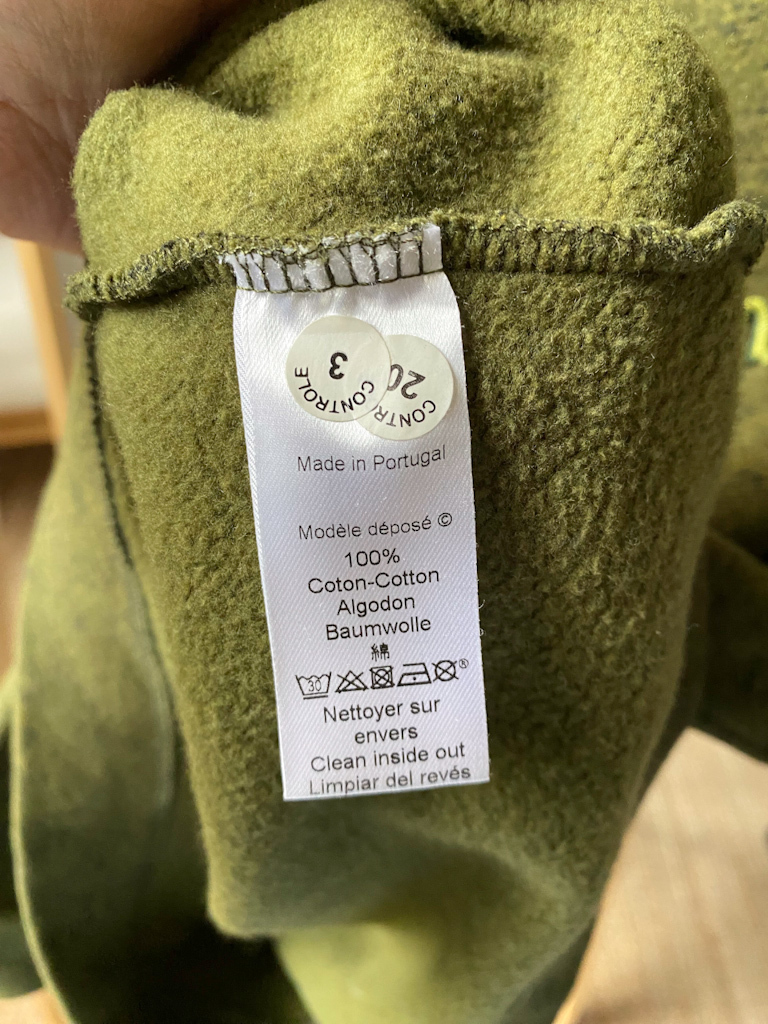 3
CONTROLE
20
Made in Portugal
Modèle déposé ©
100%
Coton-Cotton
Algodon
Baumwolle
綿
30
Nettoyer sur
envers
Clean inside out
Limpiar del revés